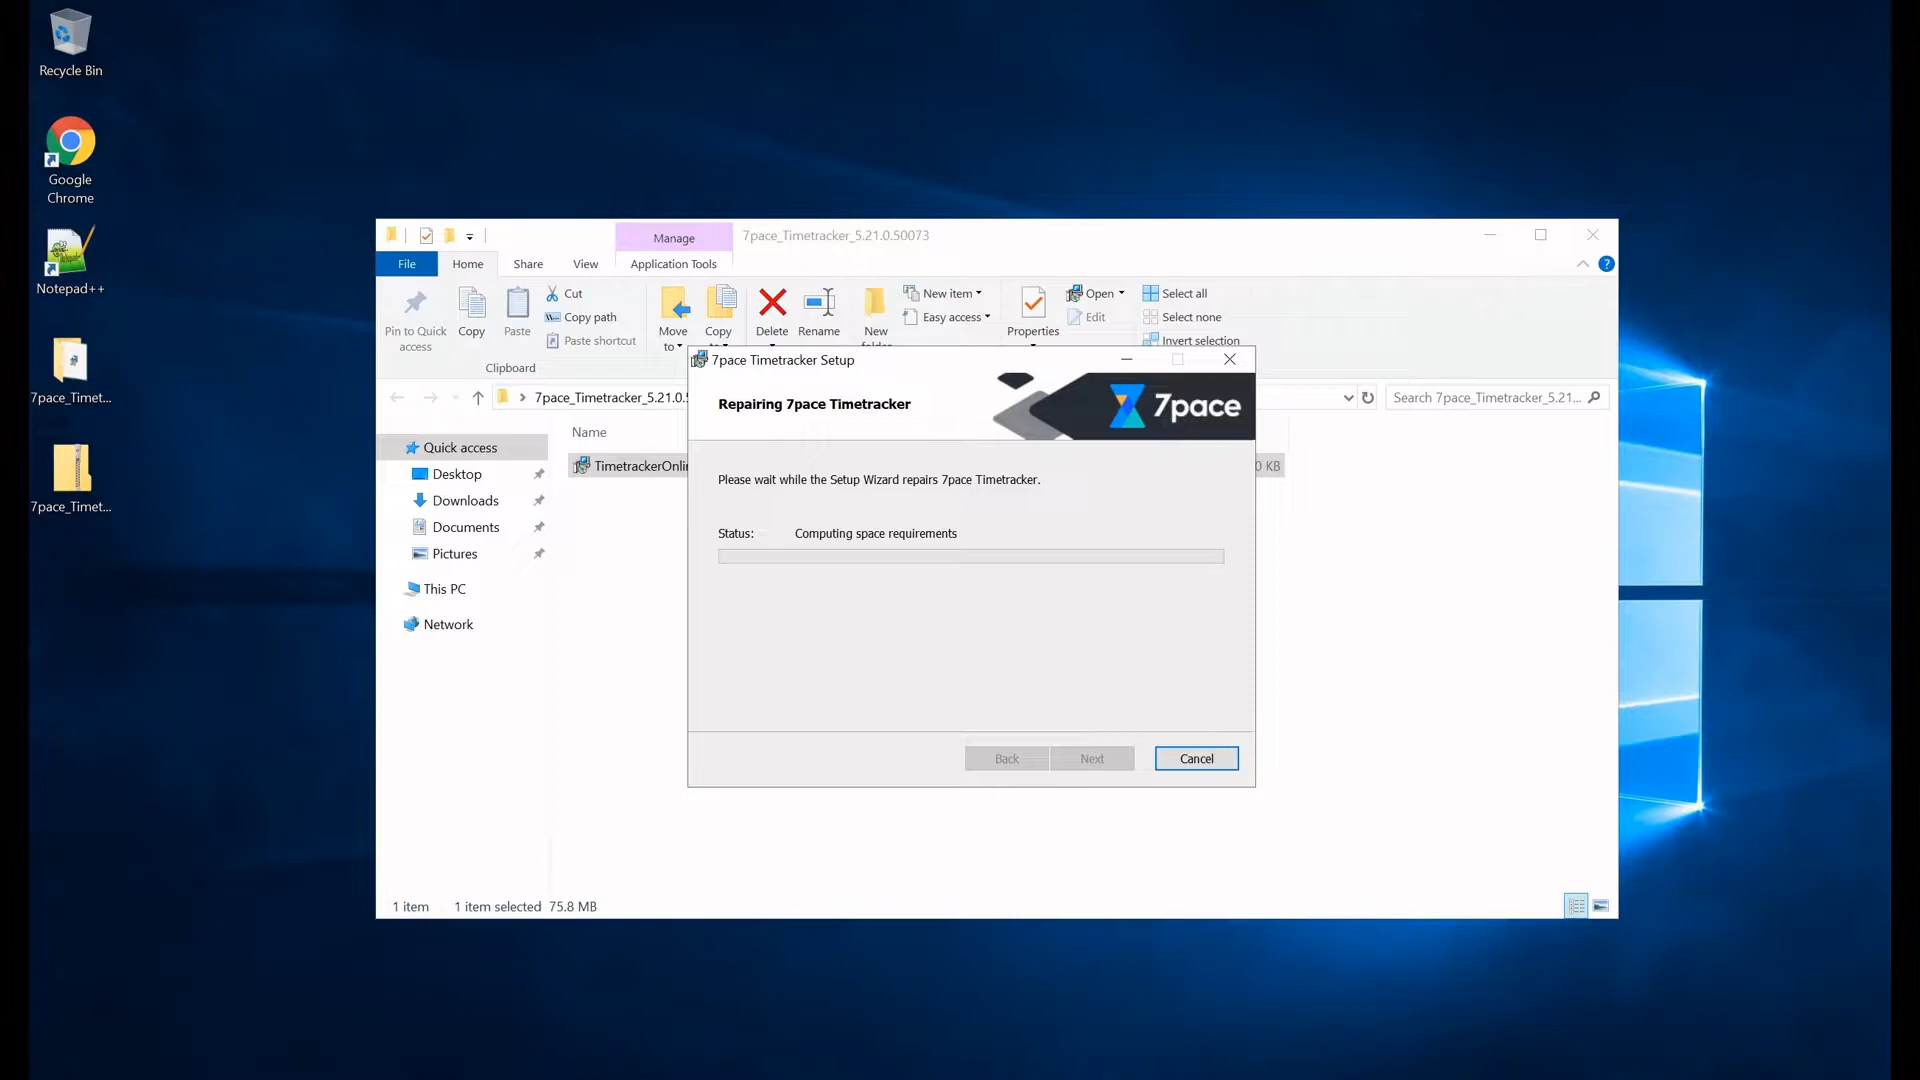 Recycle Bin
Google
Chrome
Notepad++
7pace_Timet...
7pace_Timet...
Manage
7pace_Timetracker_5.21.0.50073
File
Home
Share
View
Application Tools
Pin to Quick
access
Copy
Paste
Cut
Copy path
Paste shortcut
Clipboard
Move
to
Copy
Delete
Rename
New
New item
Easy access
Properties
Open
Edit
Select all
Select none
Invert selection
7pace_Timetracker_5.21.0.
Search 7pace_Timetracker_5.21...
Quick access
Desktop
Downloads
Documents
Pictures
This PC
Network
Name
TimetrackerOnli
0 KB
7pace Timetracker Setup
Repairing 7pace Timetracker
7pace
Please wait while the Setup Wizard repairs 7pace Timetracker.
Status: Computing space requirements
Back
Next
Cancel
1 item
1 item selected 75.8 MB